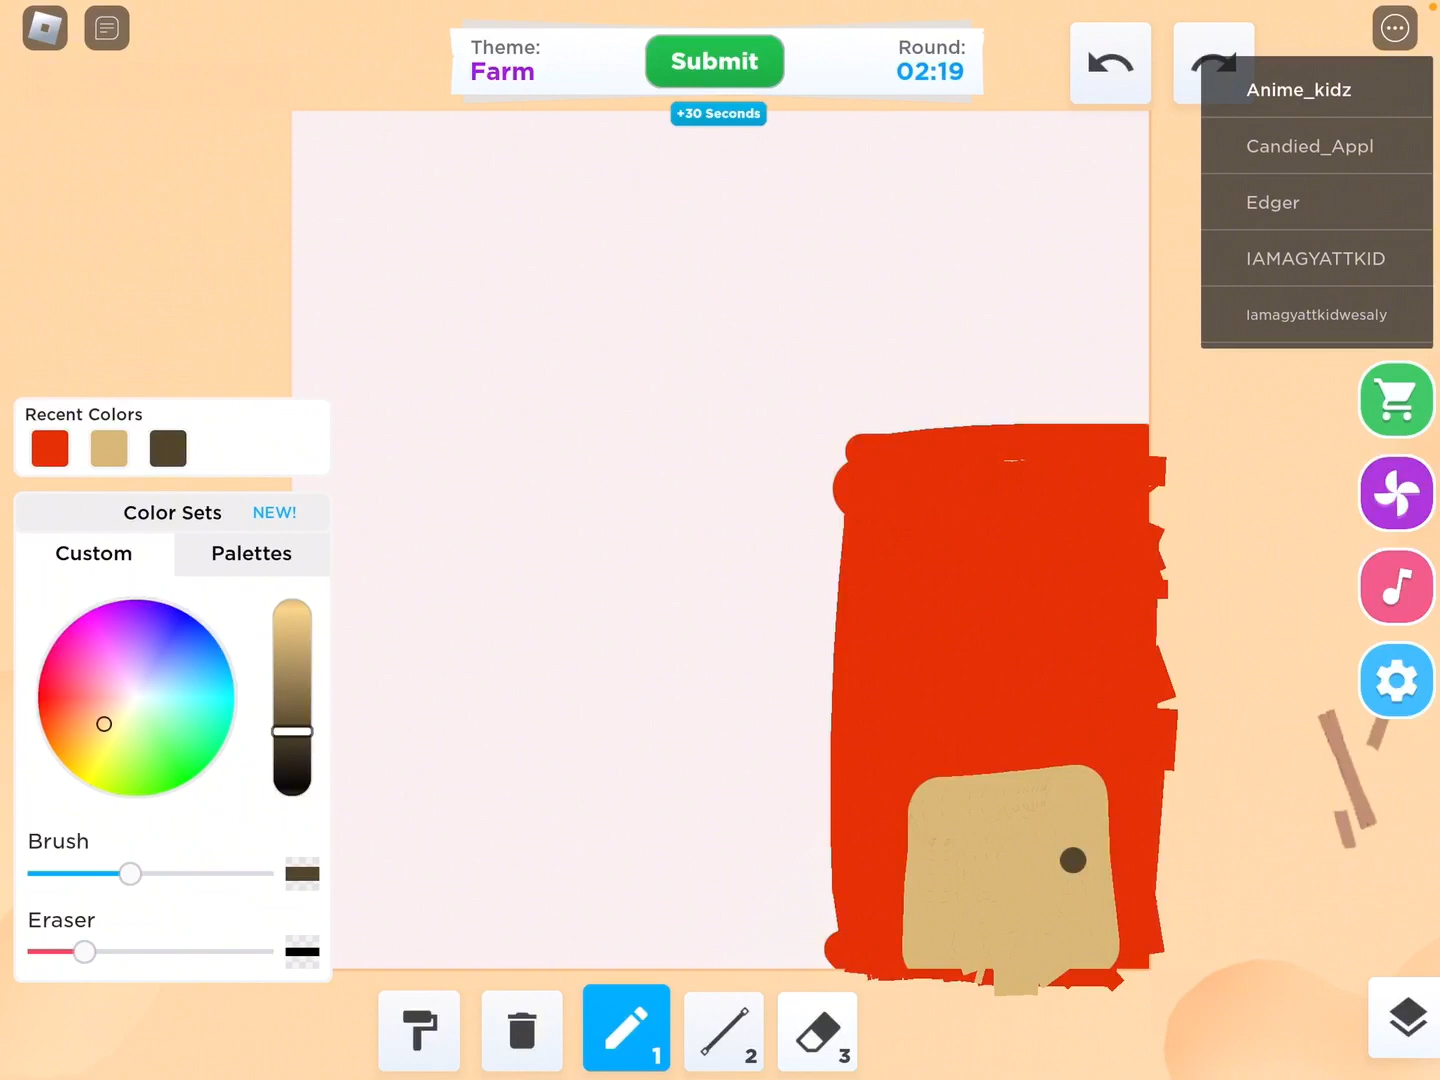 Theme:
Farm
Submit
Round:
02:19
+30 Seconds
Anime_kidz
Candied_Appl
Edger
IAMAGYATTKID
Iamagyattkidwesaly
Recent Colors
Color Sets NEW!
Custom Palettes
Brush
Eraser
1 2 3